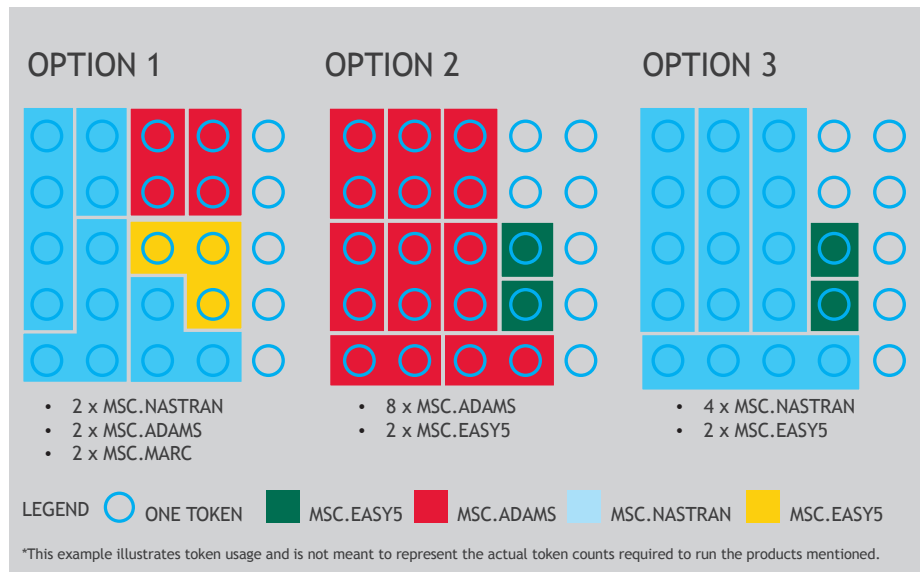 OPTION 1
OPTION 2
OPTION 3
• 2 x MSC.NASTRAN
• 2 x MSC.ADAMS
• 2 x MSC.MARC
• 8 x MSC.ADAMS
• 2 x MSC.EASY5
• 4 x MSC.NASTRAN
• 2 x MSC.EASY5
LEGEND ONE TOKEN MSC.EASY5 MSC.ADAMS MSC.NASTRAN MSC.EASY5
*This example illustrates token usage and is not meant to represent the actual token counts required to run the products mentioned.